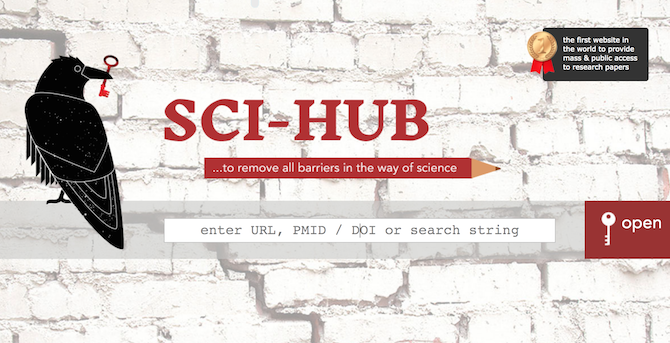 the first website in
the world to provide
mass & public access
to research papers
SCI-HUB
...to remove all barriers in the way of science
enter URL, PMID / DOI or search string
open